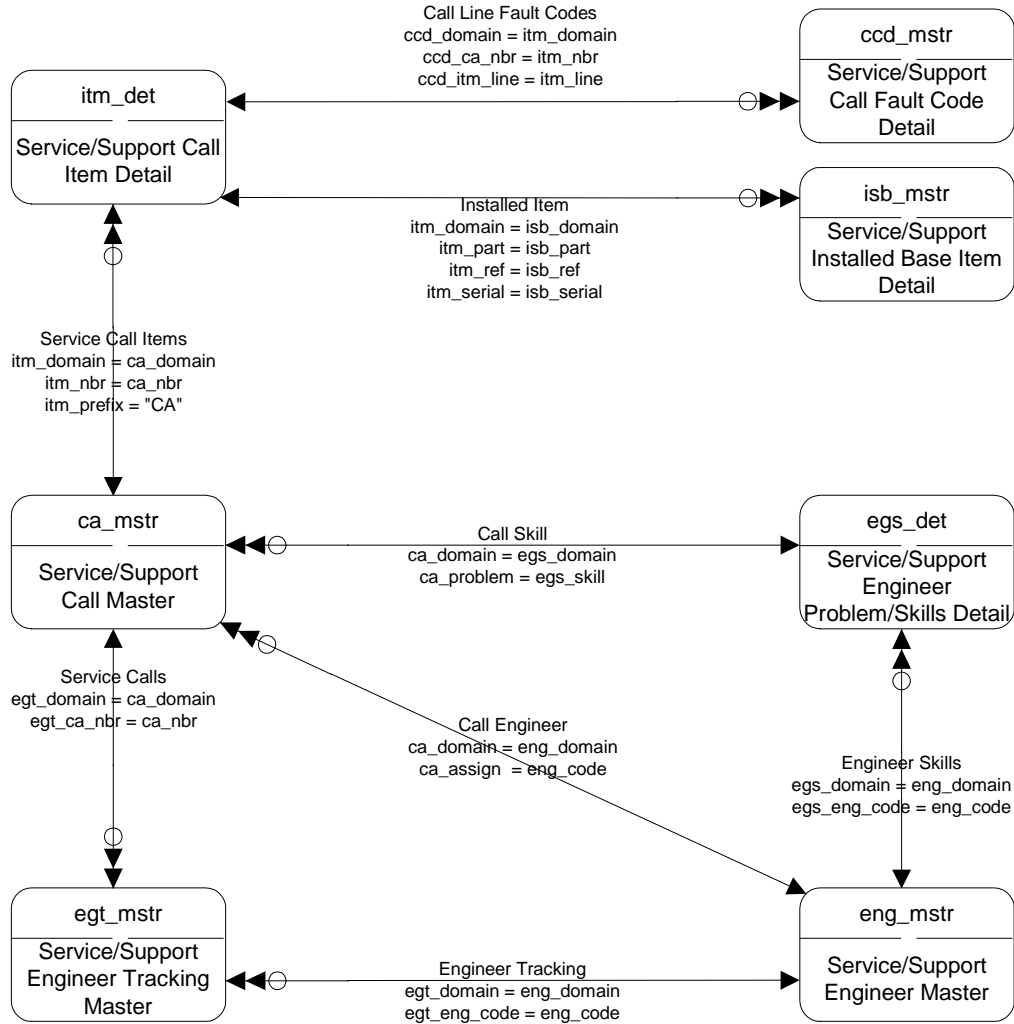 Call Line Fault Codes
ccd_domain = itm_domain
ccd_ca_nbr = itm_nbr
ccd_itm_line = itm_line
ccd_mstr
Service/Support
Call Fault Code
Detail
itm_det
Service/Support Call
Item Detail
Installed Item
itm_domain = isb_domain
itm_part = isb_part
itm_ref = isb_ref
itm_serial = isb_serial
isb_mstr
Service/Support
Installed Base Item
Detail
Service Call Items
itm_domain = ca_domain
itm_nbr = ca_nbr
itm_prefix = "CA"
ca_mstr
Service/Support
Call Master
Call Skill
ca_domain = egs_domain
ca_problem = egs_skill
egs_det
Service/Support
Engineer
Problem/Skills Detail
Service Calls
egt_domain = ca_domain
egt_ca_nbr = ca_nbr
Call Engineer
ca_domain = eng_domain
ca_assign  = eng_code
Engineer Skills
egs_domain = eng_domain
egs_eng_code = eng_code
egt_mstr
Service/Support
Engineer Tracking
Master
Engineer Tracking
egt_domain = eng_domain
egt_eng_code = eng_code
eng_mstr
Service/Support
Engineer Master